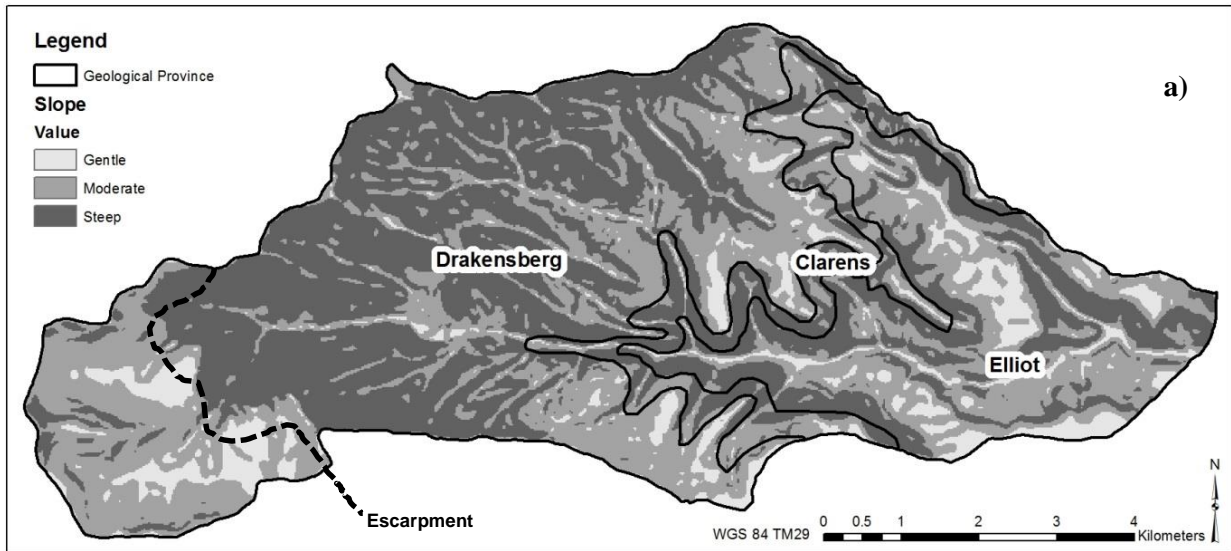 Legend
Geological Province
Slope
Value
Gentle
Moderate
Steep
a)
Drakensberg
Clarens
Elliot
Escarpment
N
WGS 84 TM29
0 0.5 1 2 3 4
Kilometers